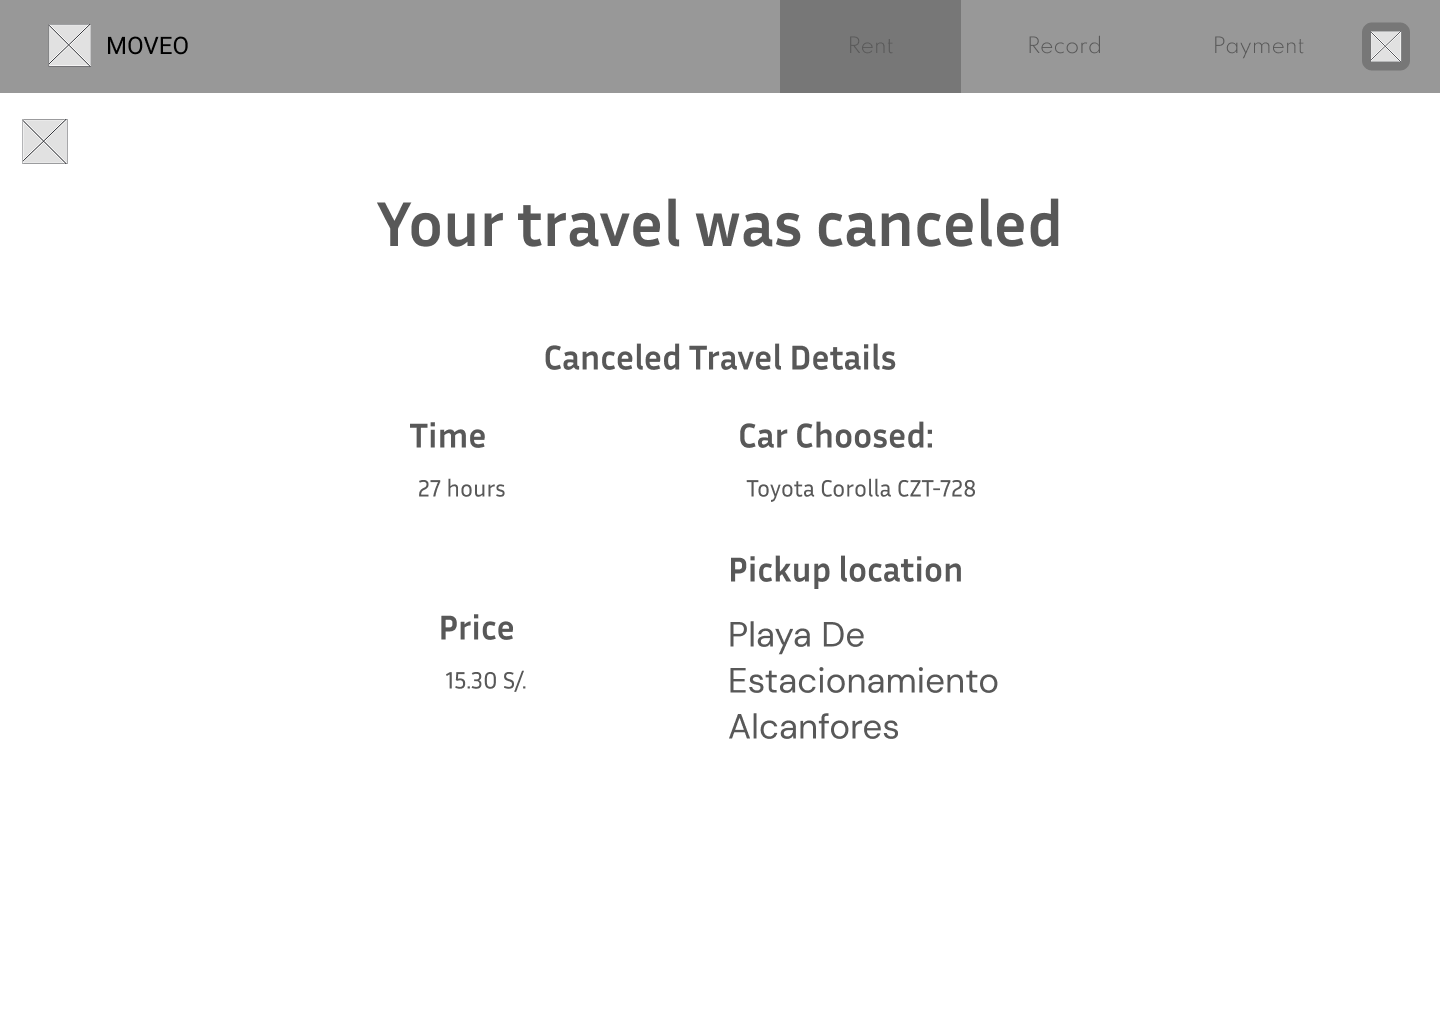 MOVEO
Rent
Record
Payment
Your travel was canceled
Canceled Travel Details
Time
27 hours
Car Choosed:
Toyota Corolla CZT-728
Price
15.30 S/.
Pickup location
Playa De
Estacionamiento
Alcanfores